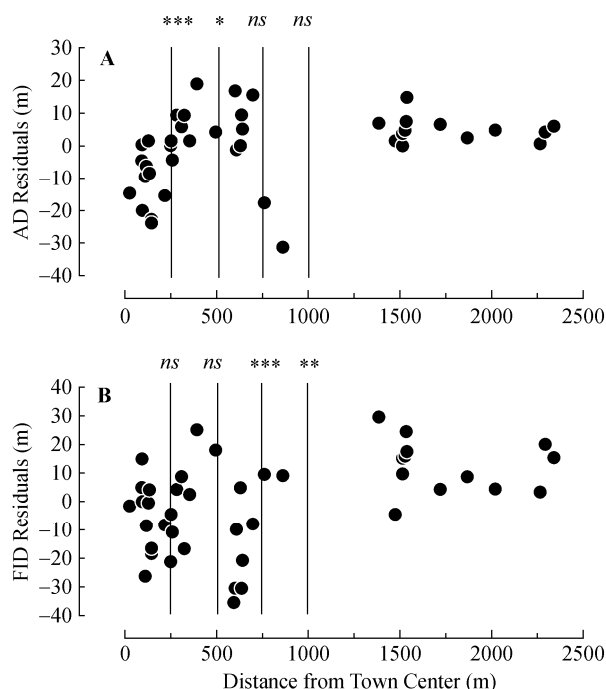 *** * ns ns
A
30
20
10
0
−10
−20
−30
−40
AD Residuals (m)
0 500 1000 1500 2000 2500
ns ns *** **
B
40
30
20
10
0
−10
−20
−30
−40
FID Residuals (m)
0 500 1000 1500 2000 2500
Distance from Town Center (m)